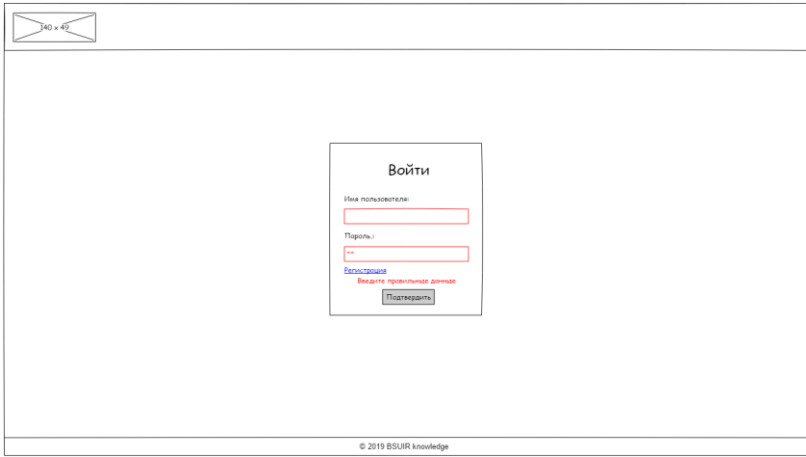 140 x 49
Войти
Имя пользователя:
Пароль:
**
Регистрация
Введите правильные данные
Подтвердить
© 2019 BSUIR knowledge